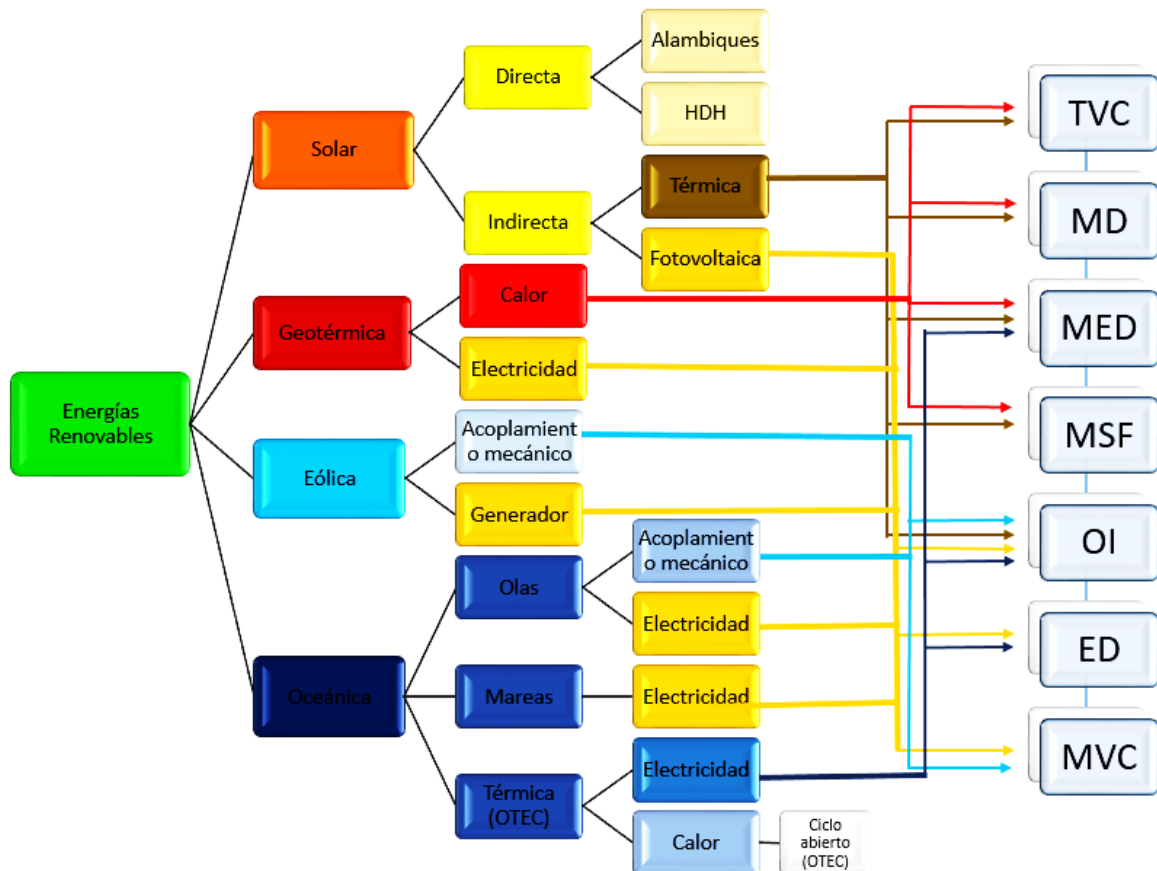 Energías
Renovables
Solar
Directa
Alambiques
HDH
Indirecta
Térmica
Fotovoltaica
Geotérmica
Calor
Electricidad
Eólica
Acoplamient
o mecánico
Generador
Oceánica
Olas
Acoplamient
o mecánico
Electricidad
Mareas
Electricidad
Térmica
(OTEC)
Electricidad
Calor
Ciclo
abierto
(OTEC)
TVC
MD
MED
MSF
OI
ED
MVC